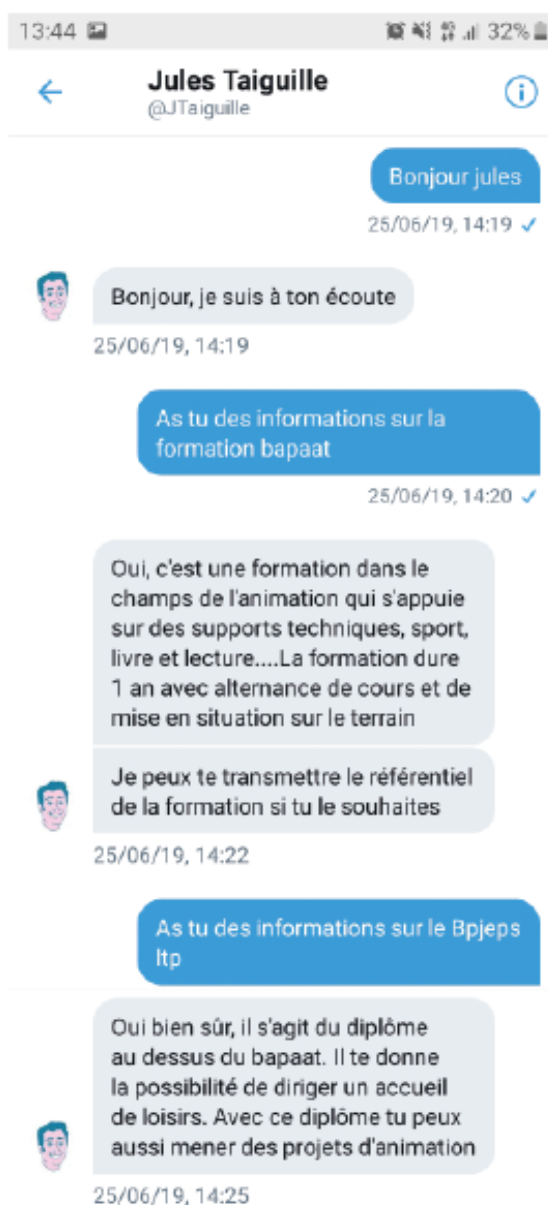 13:44 32%
Jules Taiguille
@JTaiguille
Bonjour jules
25/06/19, 14:19
Bonjour, je suis à ton écoute
25/06/19, 14:19
As tu des informations sur la
formation bapaat
25/06/19, 14:20
Oui, c'est une formation dans le
champs de l'animation qui s'appuie
sur des supports techniques, sport,
livre et lecture....La formation dure
1 an avec alternance de cours et de
mise en situation sur le terrain
Je peux te transmettre le référentiel
de la formation si tu le souhaites
25/06/19, 14:22
As tu des informations sur le Bpjeps
ltp
Oui bien sûr, il s'agit du diplôme
au dessus du bapaat. Il te donne
la possibilité de diriger un accueil
de loisirs. Avec ce diplôme tu peux
aussi mener des projets d'animation
25/06/19, 14:25